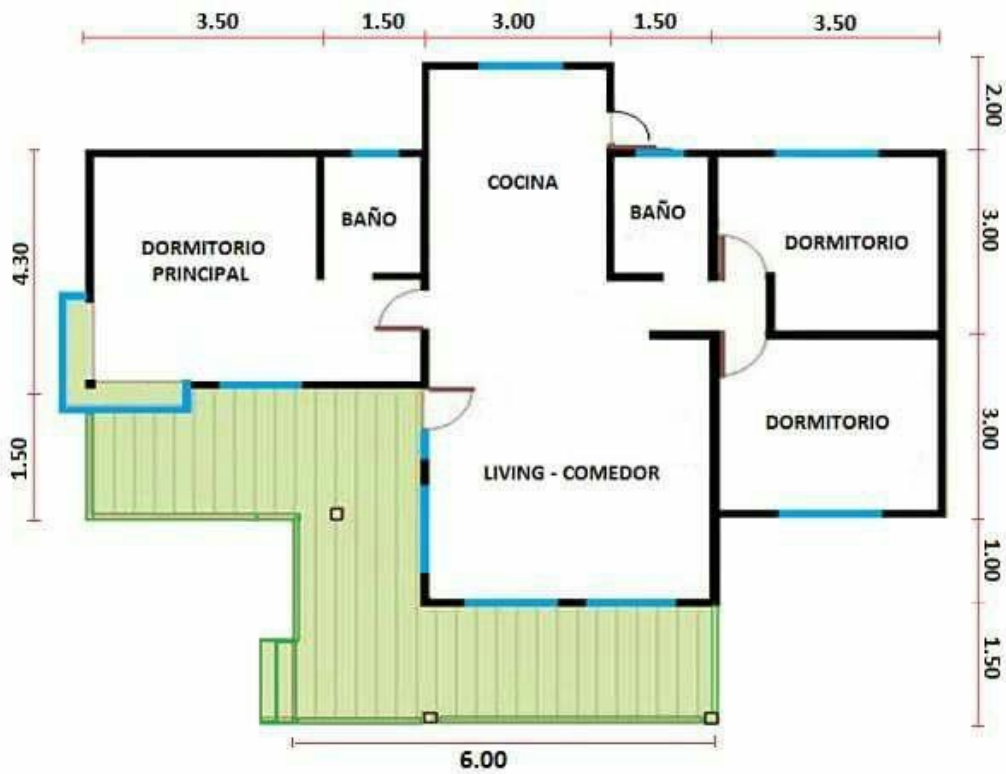 3.50 1.50 3.00 1.50 3.50
2.00
COCINA
BAÑO
BAÑO
3.00
DORMITORIO
PRINCIPAL
DORMITORIO
4.30
DORMITORIO
3.00
LIVING - COMEDOR
1.50
1.00
1.50
6.00